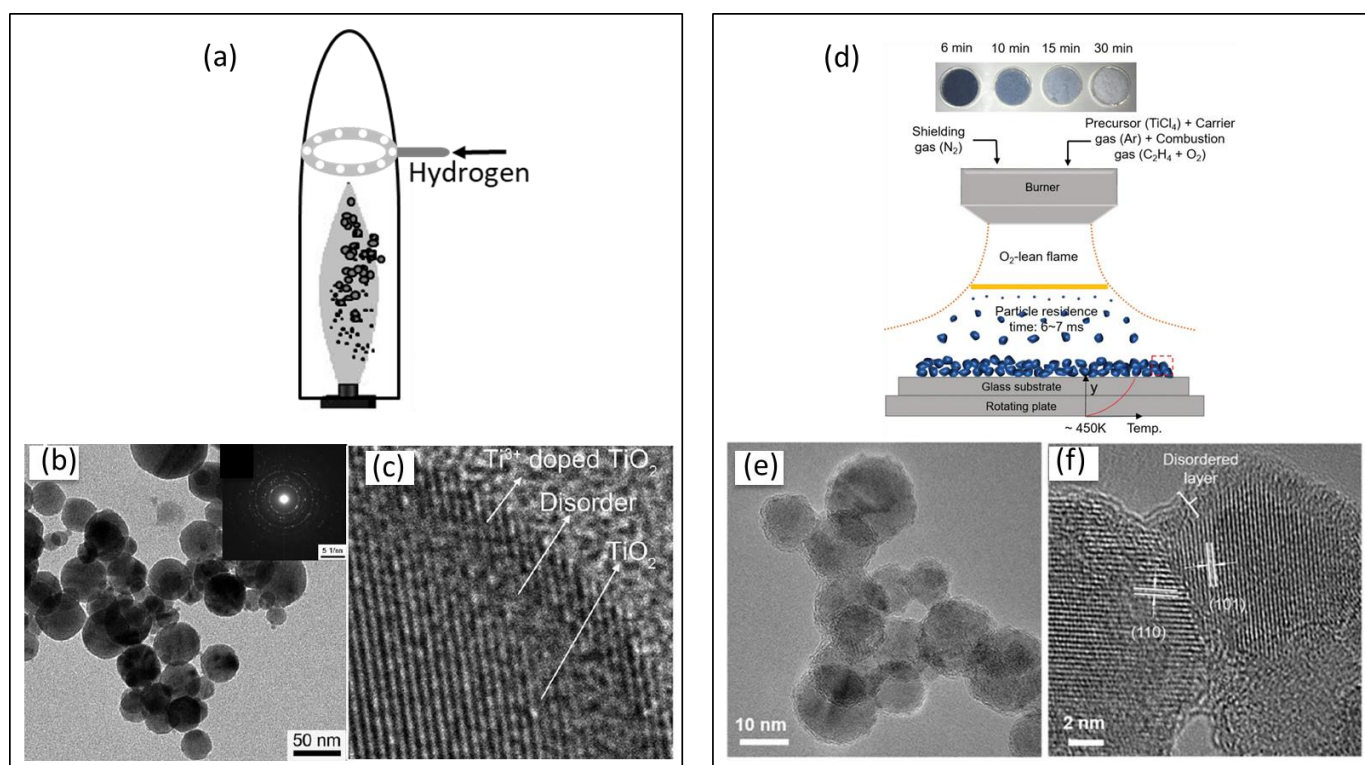 (a)
Hydrogen
(b)
5 1/nm
50 nm
(c)
Ti³⁺ doped TiO₂
Disorder
TiO₂
(d)
6 min 10 min 15 min 30 min
Shielding
gas (N₂)
Precursor (TiCl₄) + Carrier
gas (Ar) + Combustion
gas (C₂H₄ + O₂)
Burner
O₂-lean flame
Particle residence
time: 6~7 ms
Glass substrate
y
Rotating plate
~ 450K Temp.
(e)
10 nm
(f)
Disordered
layer
(101)
(110)
2 nm